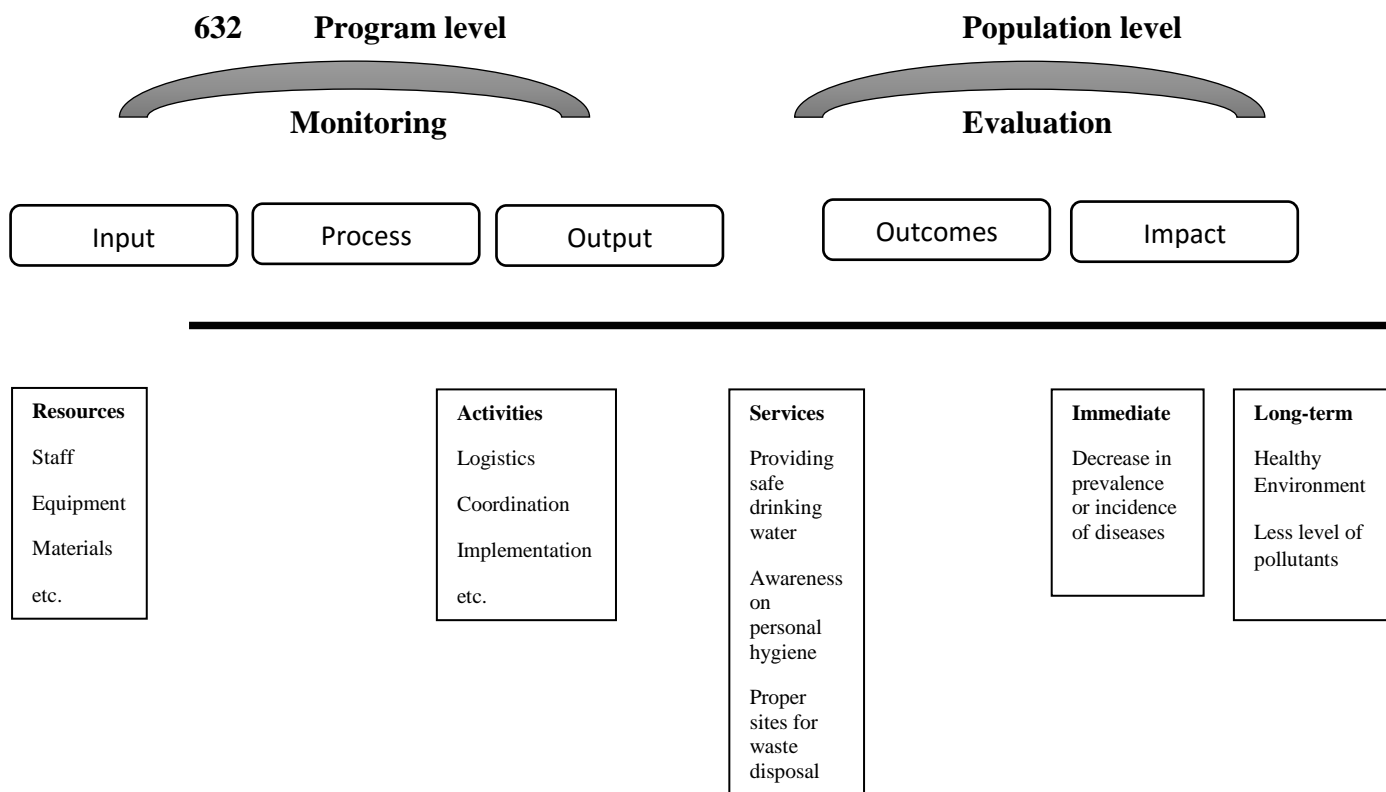 632 Program level Population level
Monitoring Evaluation
Input Process Output Outcomes Impact
Resources
Staff
Equipment
Materials
etc.
Activities
Logistics
Coordination
Implementation
etc.
Services
Providing
safe
drinking
water
Awareness
on
personal
hygiene
Proper
sites for
waste
disposal
Immediate
Decrease in
prevalence
or incidence
of diseases
Long-term
Healthy
Environment
Less level of
pollutants